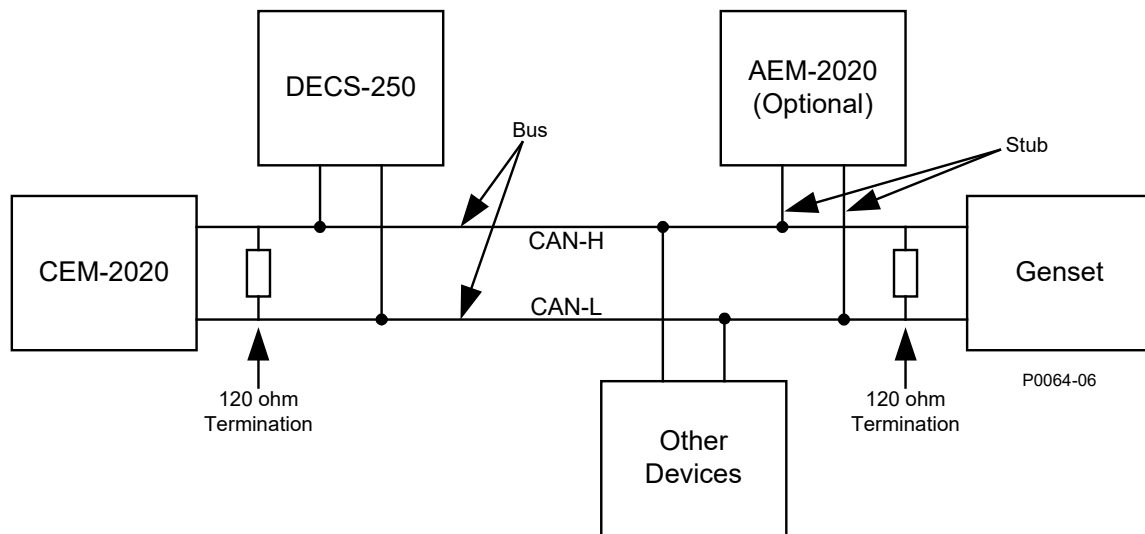 DECS-250
AEM-2020
(Optional)
Bus
Stub
CEM-2020
CAN-H
Genset
CAN-L
P0064-06
120 ohm
Termination
120 ohm
Termination
Other
Devices